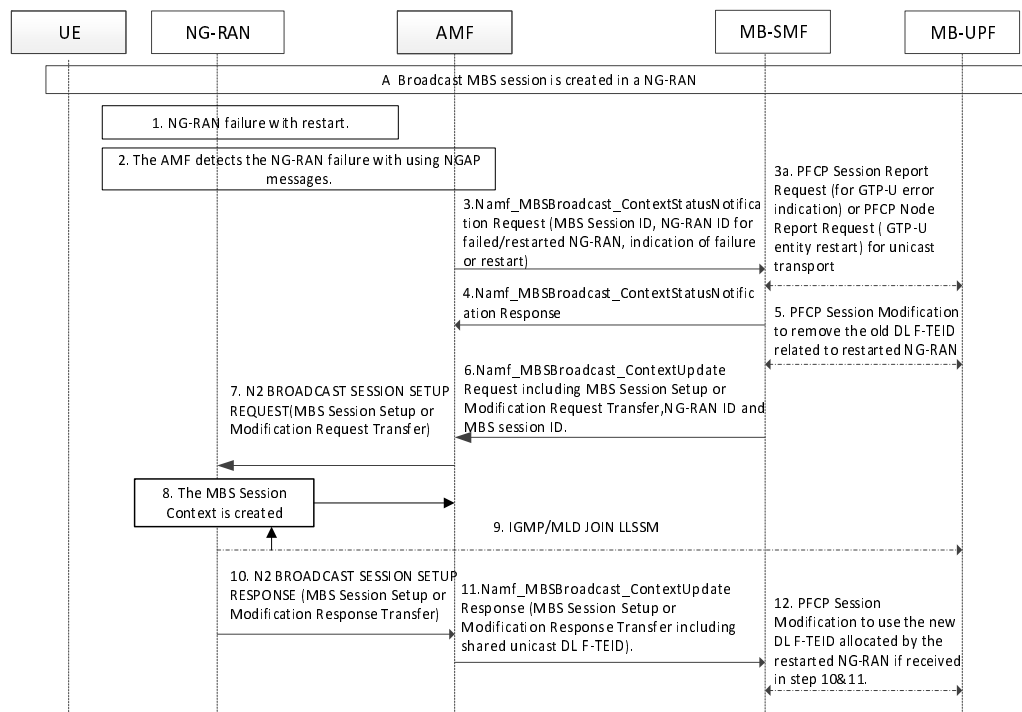 UE
NG-RAN
AMF
MB-SMF
MB-UPF
A Broadcast MBS session is created in a NG-RAN
1. NG-RAN failure with restart.
2. The AMF detects the NG-RAN failure with using NGAP
messages.
3.Namf_MBSBroadcast_ContextStatusNotifica
tion Request (MBS Session ID, NG-RAN ID for
failed/restarted NG-RAN, indication of failure
or restart)
3a. PFCP Session Report
Request (for GTP-U error
indication) or PFCP Node
Report Request ( GTP-U
entity restart) for unicast
transport
4.Namf_MBSBroadcast_ContextStatusNotific
ation Response
5. PFCP Session Modification
to remove the old DL F-TEID
related to restarted NG-RAN
6.Namf_MBSBroadcast_ContextUpdate
Request including MBS Session Setup or
Modification Request Transfer,NG-RAN ID and
MBS session ID.
7. N2 BROADCAST SESSION SETUP
REQUEST(MBS Session Setup or
Modification Request Transfer)
8. The MBS Session
Context is created
9. IGMP/MLD JOIN LLSSM
10. N2 BROADCAST SESSION SETUP
RESPONSE (MBS Session Setup or
Modification Response Transfer)
11.Namf_MBSBroadcast_ContextUpdate
Response (MBS Session Setup or
Modification Response Transfer including
shared unicast DL F-TEID).
12. PFCP Session
Modification to use the new
DL F-TEID allocated by the
restarted NG-RAN if received
in step 10&11.